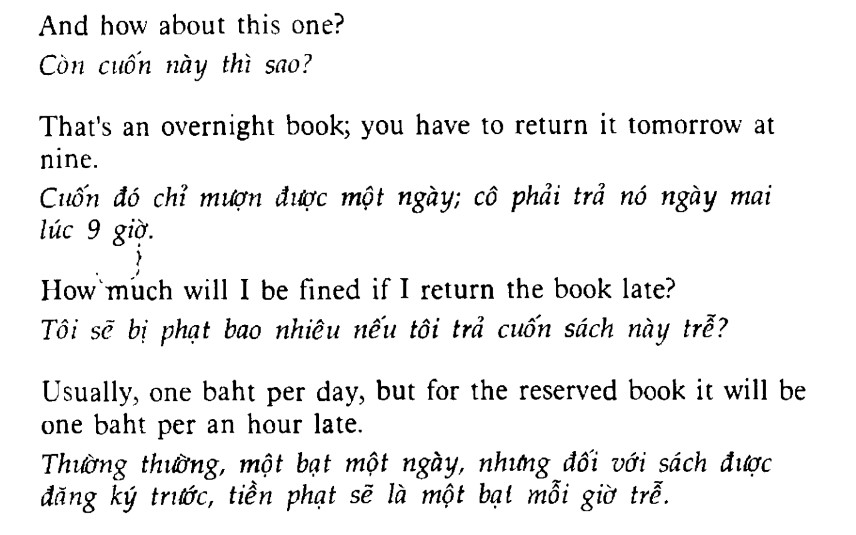 And how about this one?
Còn cuốn này thì sao?
That's an overnight book; you have to return it tomorrow at
nine.
Cuốn đó chỉ mượn được một ngày; cô phải trả nó ngày mai
lúc 9 giờ.
How much will I be fined if I return the book late?
Tôi sẽ bị phạt bao nhiêu nếu tôi trả cuốn sách này trễ?
Usually, one baht per day, but for the reserved book it will be
one baht per an hour late.
Thường thường, một bạt một ngày, nhưng đối với sách được
đăng ký trước, tiền phạt sẽ là một bạt mỗi giờ trễ.